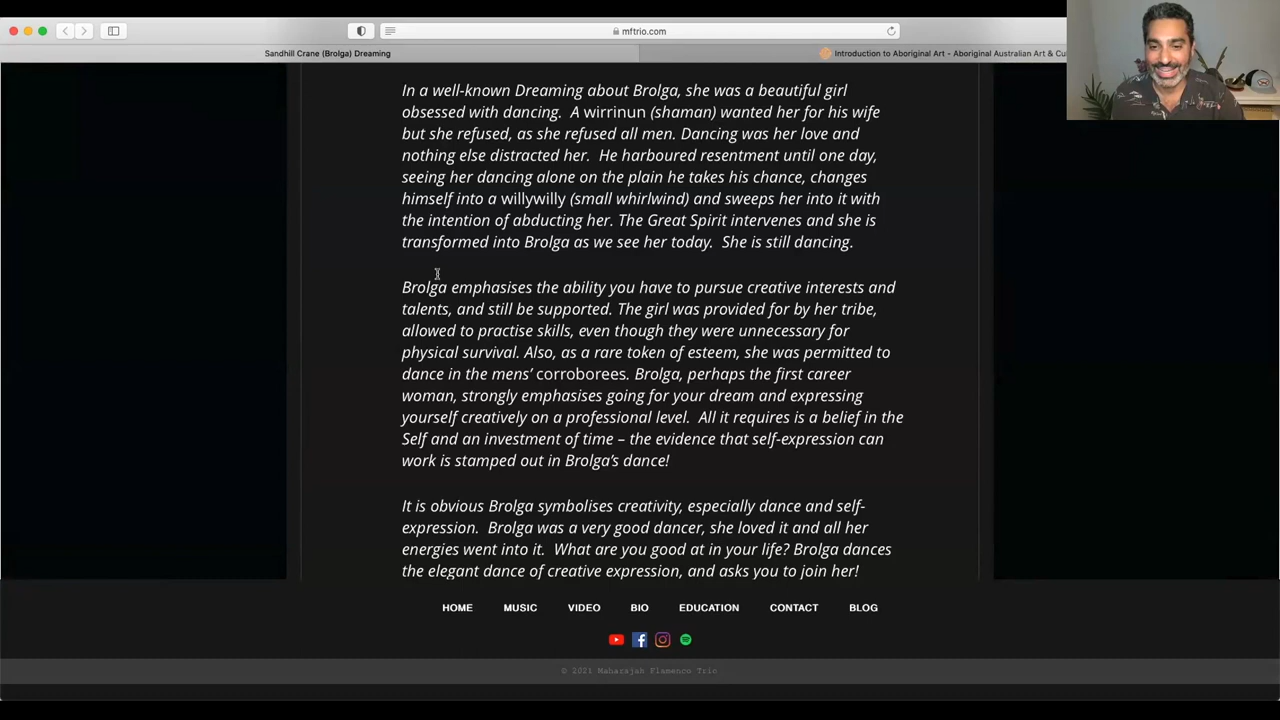 mftrio.com
Sandhill Crane (Brolga) Dreaming
Introduction to Aboriginal Art - Aboriginal Australian Art & Cu
In a well-known Dreaming about Brolga, she was a beautiful girl
obsessed with dancing.  A wirrinun (shaman) wanted her for his wife
but she refused, as she refused all men. Dancing was her love and
nothing else distracted her.  He harboured resentment until one day,
seeing her dancing alone on the plain he takes his chance, changes
himself into a willywilly (small whirlwind) and sweeps her into it with
the intention of abducting her. The Great Spirit intervenes and she is
transformed into Brolga as we see her today.  She is still dancing.
Brolga emphasises the ability you have to pursue creative interests and
talents, and still be supported. The girl was provided for by her tribe,
allowed to practise skills, even though they were unnecessary for
physical survival. Also, as a rare token of esteem, she was permitted to
dance in the mens’ corroborees. Brolga, perhaps the first career
woman, strongly emphasises going for your dream and expressing
yourself creatively on a professional level.  All it requires is a belief in the
Self and an investment of time – the evidence that self-expression can
work is stamped out in Brolga’s dance!
It is obvious Brolga symbolises creativity, especially dance and self-
expression.  Brolga was a very good dancer, she loved it and all her
energies went into it.  What are you good at in your life? Brolga dances
the elegant dance of creative expression, and asks you to join her!
HOME MUSIC VIDEO BIO EDUCATION CONTACT BLOG
© 2021 Maharajah Flamenco Trio